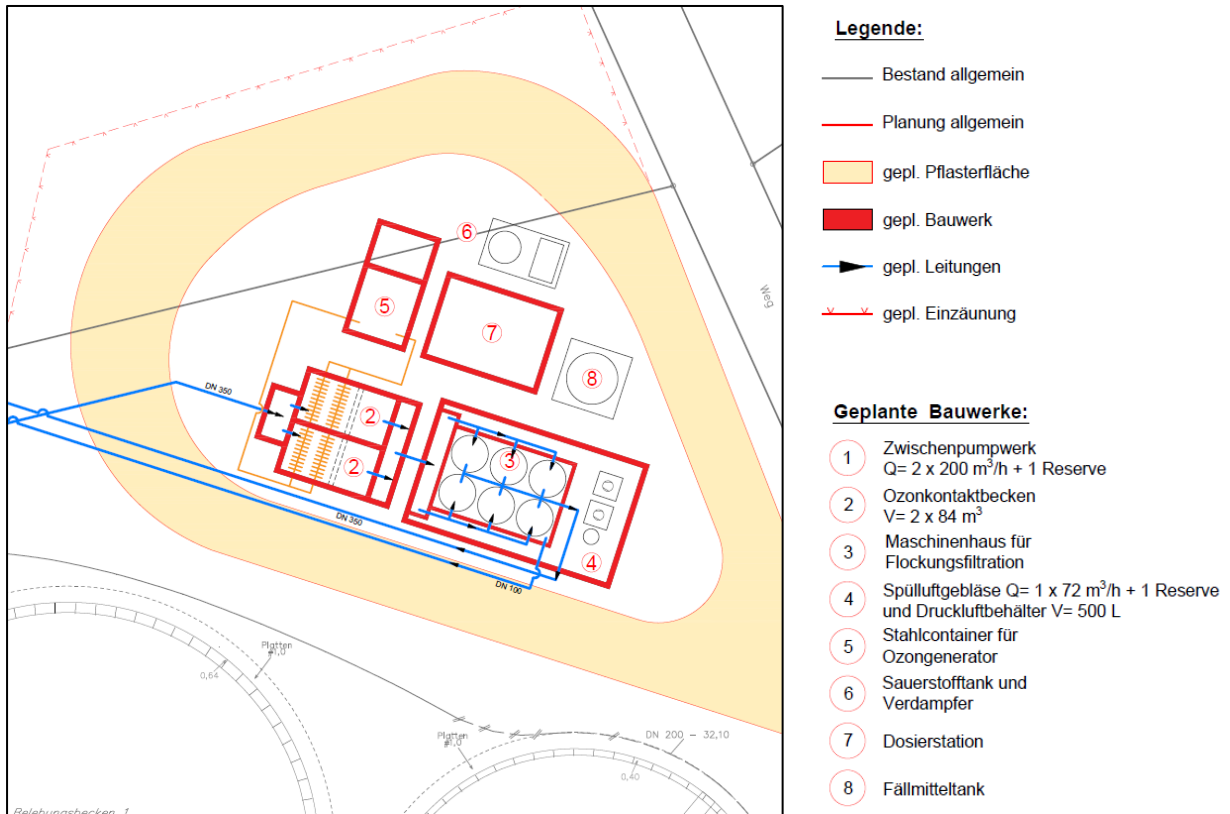 Legende:
Bestand allgemein
Planung allgemein
gepl. Pflasterfläche
gepl. Bauwerk
gepl. Leitungen
gepl. Einzäunung
Geplante Bauwerke:
1 Zwischenpumpwerk
Q= 2 x 200 m³/h + 1 Reserve
2 Ozonkontaktbecken
V= 2 x 84 m³
3 Maschinenhaus für
Flockungsfiltration
4 Spülluftgebläse Q= 1 x 72 m³/h + 1 Reserve
und Druckluftbehälter V= 500 L
5 Stahlcontainer für
Ozongenerator
6 Sauerstofftank und
Verdampfer
7 Dosierstation
8 Fällmitteltank
6
5
7
Weg
8
DN 350
2
2
3
4
DN 350
DN 100
Platten
0,64
Platten
DN 200 – 32,10
0,40
Belebungsbecken 1